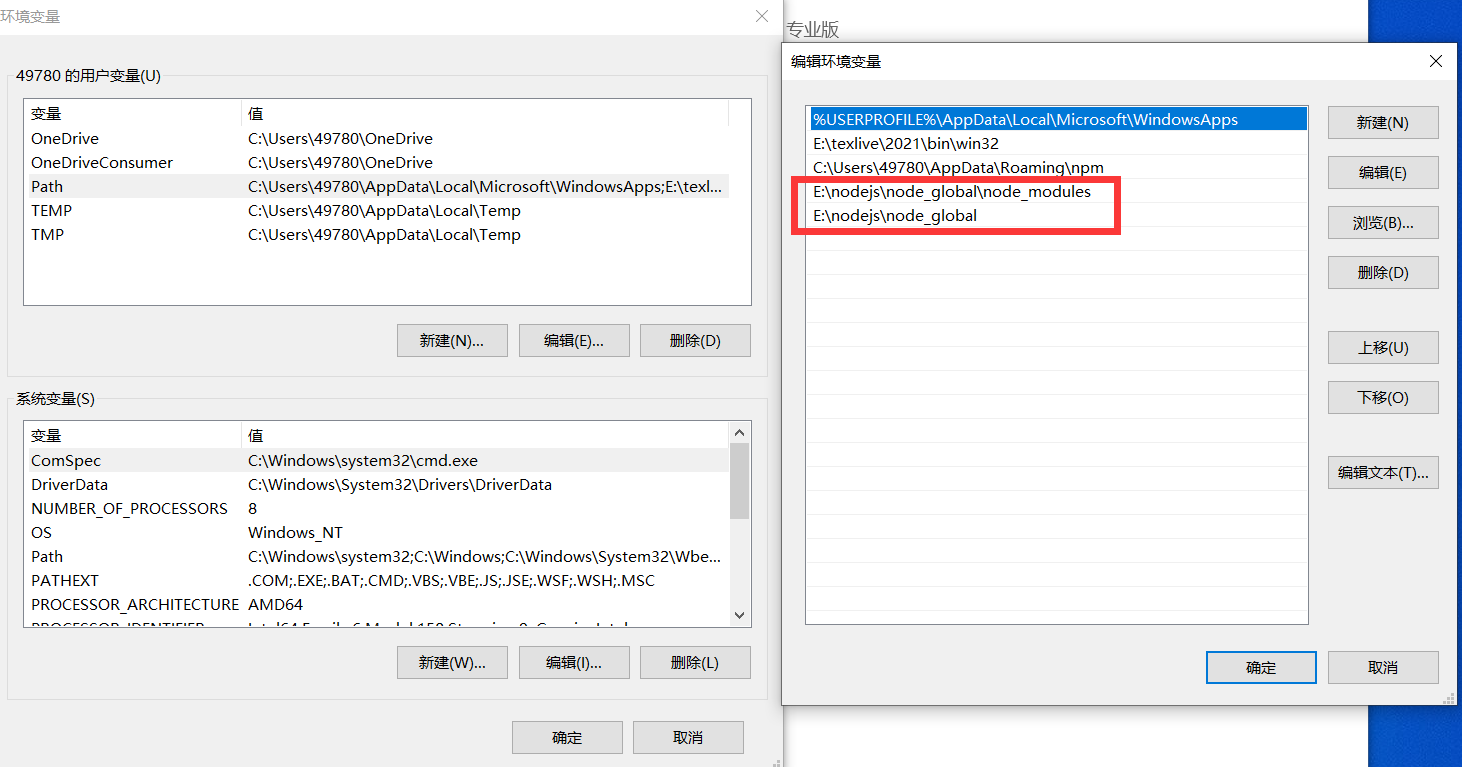 环境变量
49780 的用户变量(U)
变量 值
OneDrive C:\Users\49780\OneDrive
OneDriveConsumer C:\Users\49780\OneDrive
Path C:\Users\49780\AppData\Local\Microsoft\WindowsApps;E:\texl...
TEMP C:\Users\49780\AppData\Local\Temp
TMP C:\Users\49780\AppData\Local\Temp
新建(N)... 编辑(E)... 删除(D)
系统变量(S)
变量 值
ComSpec C:\Windows\system32\cmd.exe
DriverData C:\Windows\System32\Drivers\DriverData
NUMBER_OF_PROCESSORS 8
OS Windows_NT
Path C:\Windows\system32;C:\Windows;C:\Windows\System32\Wbe...
PATHEXT .COM;.EXE;.BAT;.CMD;.VBS;.VBE;.JS;.JSE;.WSF;.WSH;.MSC
PROCESSOR_ARCHITECTURE AMD64
新建(W)... 编辑(I)... 删除(L)
确定 取消
专业版
编辑环境变量
%USERPROFILE%\AppData\Local\Microsoft\WindowsApps
E:\texlive\2021\bin\win32
C:\Users\49780\AppData\Roaming\npm
E:\nodejs\node_global\node_modules
E:\nodejs\node_global
新建(N)
编辑(E)
浏览(B)...
删除(D)
上移(U)
下移(O)
编辑文本(T)...
确定 取消